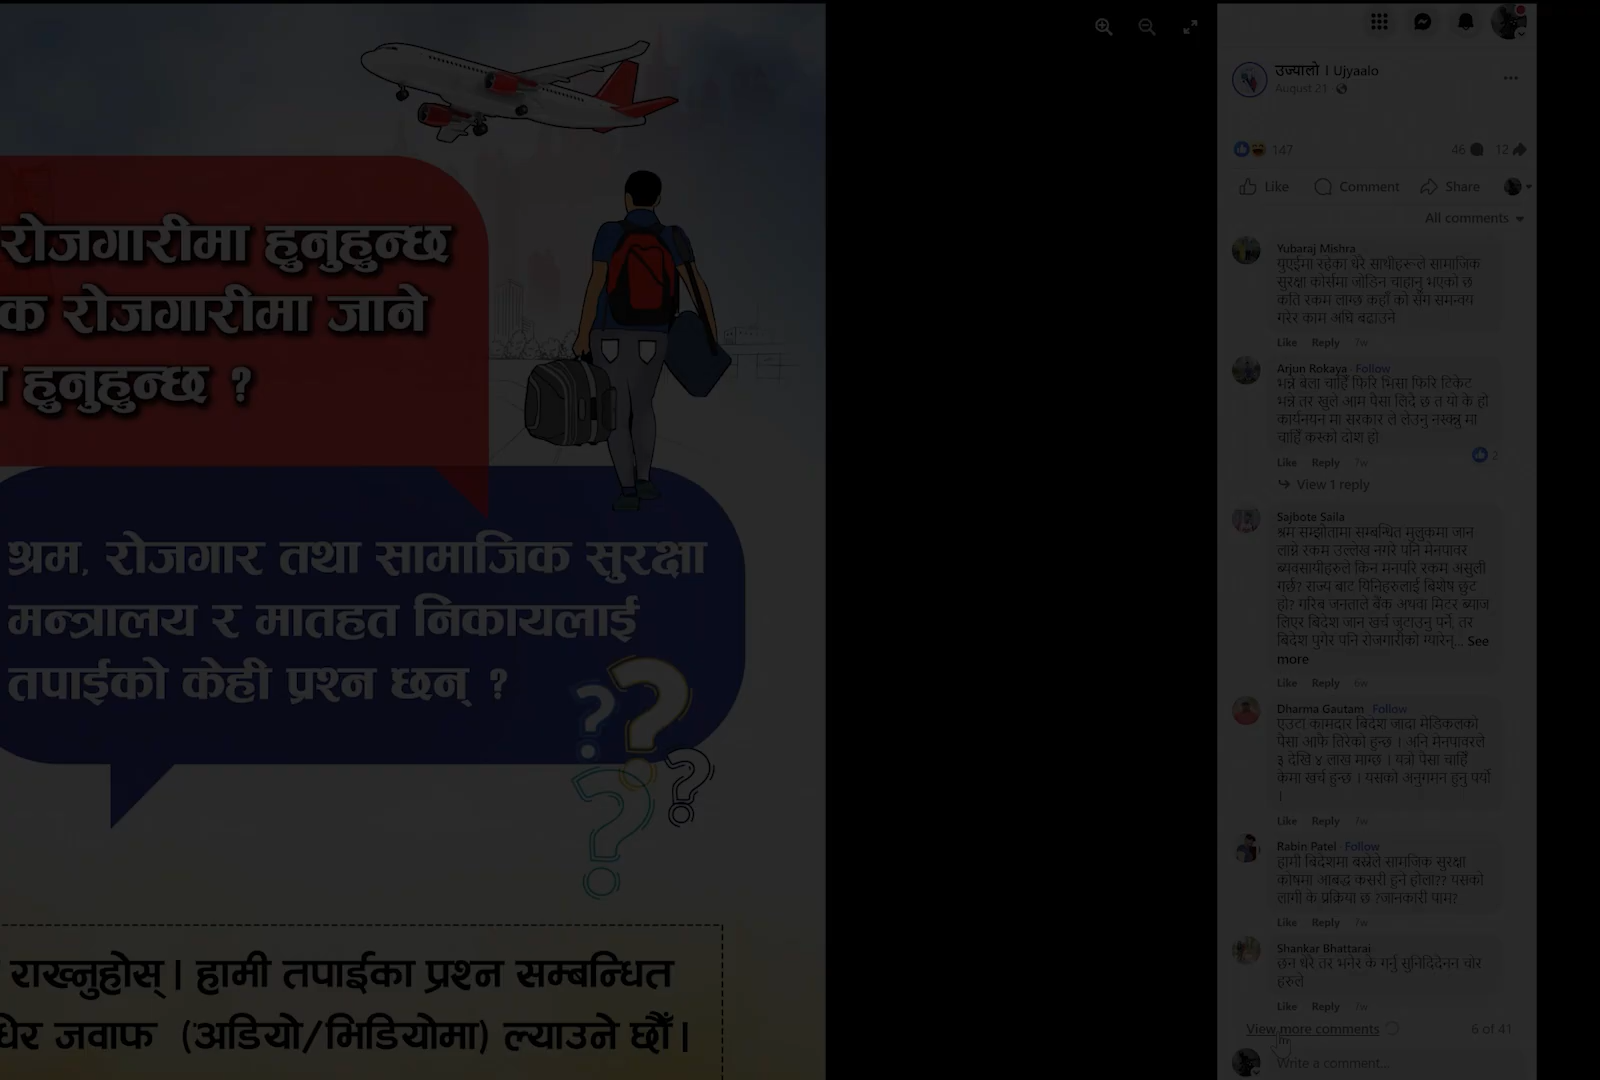 रोजगारीमा हुनुहुन्छ
क रोजगारीमा जाने
हुनुहुन्छ ?
श्रम, रोजगार तथा सामाजिक सुरक्षा
मन्त्रालय र मातहत निकायलाई
तपाईको केही प्रश्न छन् ?
राख्नुहोस् । हामी तपाईका प्रश्न सम्बन्धित
जवाफ (अडियो/भिडियोमा) ल्याउने छौँ ।
उज्यालो । Ujyaalo
August 21
147
46
12
Like Comment Share
All comments
Yubaraj Mishra
युएईमा रहेका धेरै साथीहरूले सामाजिक
सुरक्षा कोर्समा जोडिन चाहानु भएको छ
कति रकम लाग्छ कहाँ को सँग समन्वय
गरेर काम अघि बढाउने
Like Reply 7w
Arjun Rokaya Follow
भन्ने बेला चाहिँ फिरि भिसा फिरि टिकेट
भन्ने तर खुले आम पैसा लिदै छ त यो के हो
कार्यनयन मा सरकार ले लेउनु नस्क्नु मा
चाहिँ कस्को दोश हो
2
Like Reply 7w
View 1 reply
Sajbote Saila
श्रम सम्झौतामा सम्बन्धित मुलुकमा जान
लाग्ने रकम उल्लेख नगरे पनि मेनपावर
ब्यवसायीहरुले किन मनपरि रकम असुली
गर्छ? राज्य बाट यिनिहरुलाई बिशेष छुट
हो? गरिब जनताले बैंक अथवा मिटर ब्याज
लिएर बिदेश जान खर्च जुटाउनु पर्ने, तर
बिदेश पुगेर पनि रोजगारीको ग्यारेन्... See
more
Like Reply 6w
Dharma Gautam Follow
एउटा कामदार बिदेश जादा मेडिकलको
पैसा आफै तिरेको हुन्छ । अनि मेनपावरले
३ देखि ४ लाख माग्छ । यत्रो पैसा चाहिँ
केमा खर्च हुन्छ । यसको अनुगमन हुनु पर्यो
।
Like Reply 7w
Rabin Patel Follow
हामी बिदेशमा बस्नेले सामजिक सुरक्षा
कोषमा आबद्ध कसरी हुने होला?? यसको
लागी के प्रक्रिया छ ?जानकारी पाम?
Like Reply 7w
Shankar Bhattarai
छन धेरै तर भनेर के गर्नु सुनिदिदैनन चोर
हरुले
Like Reply 7w
View more comments 6 of 41
Write a comment...